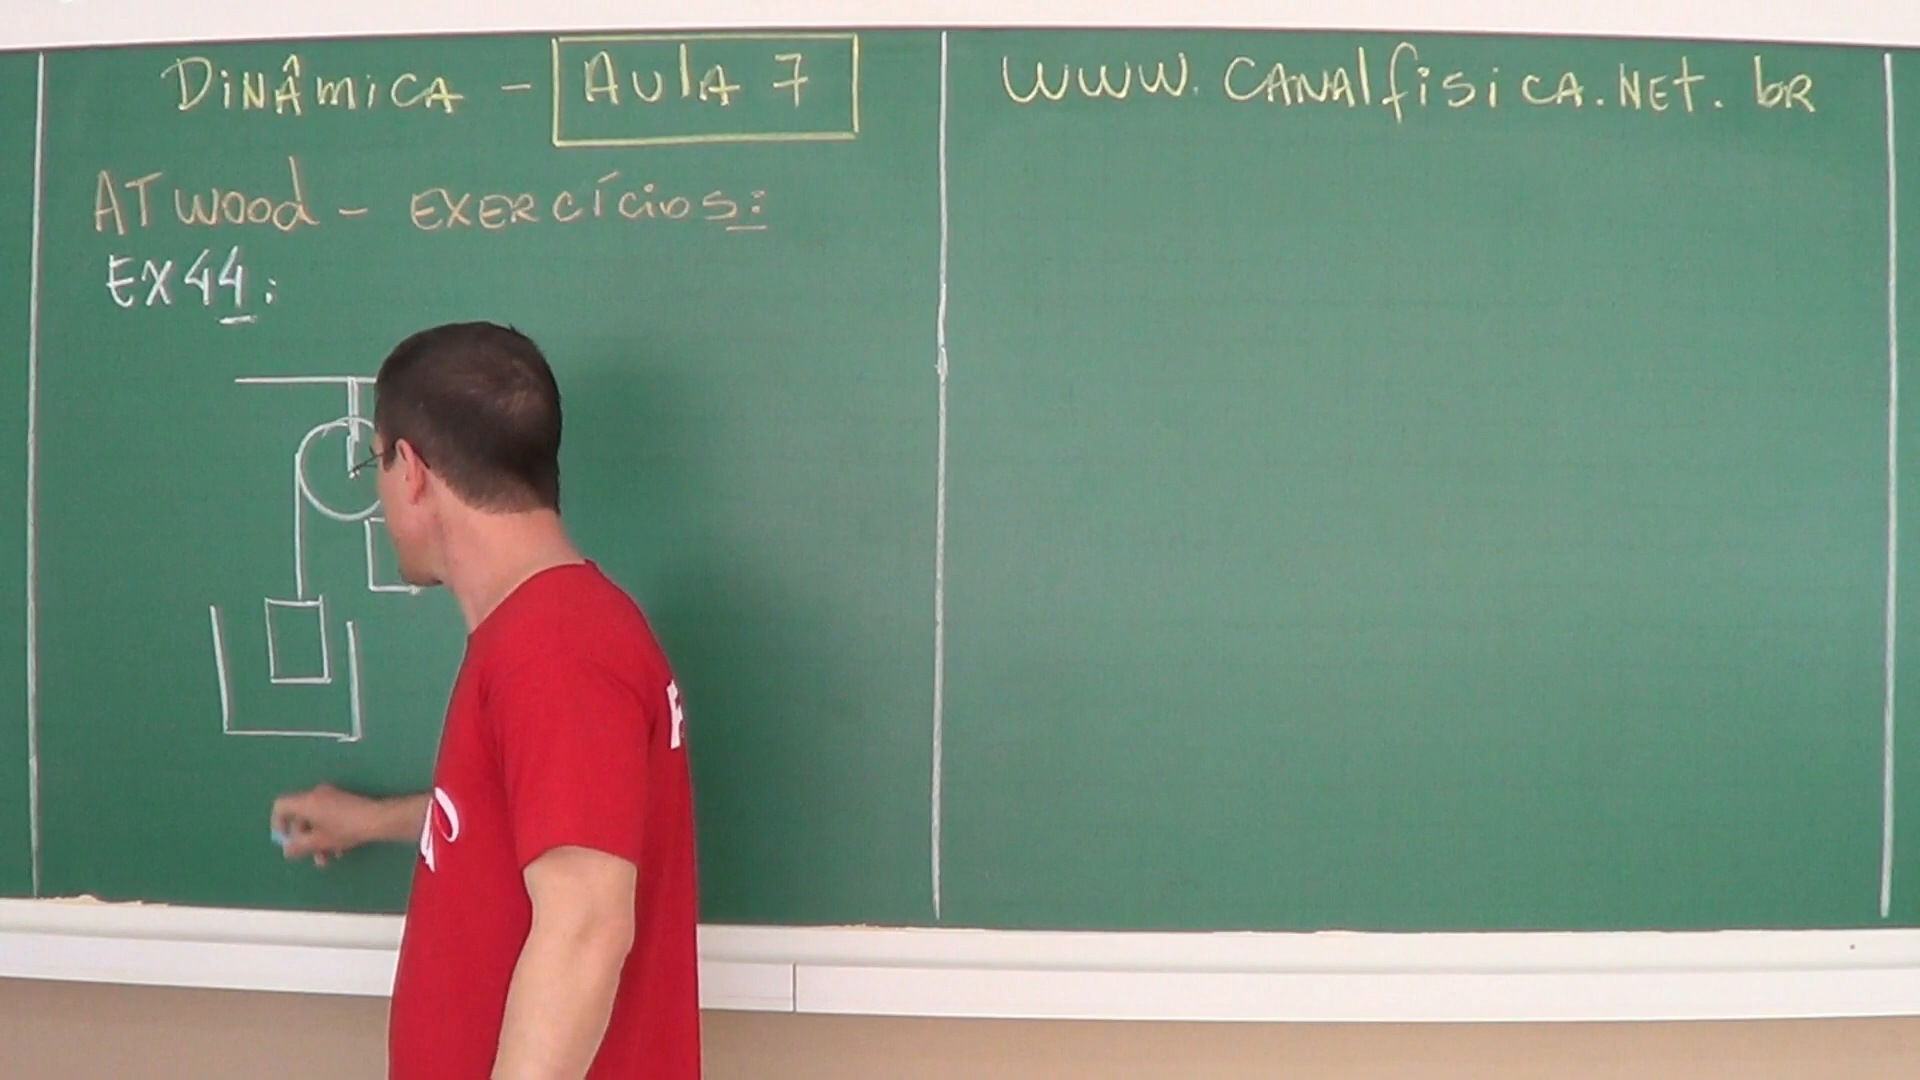 DINÂMICA - AULA 7
ATWOOD - EXERCÍCIOS:
EX44:
WWW.CANALFISICA.NET.BR